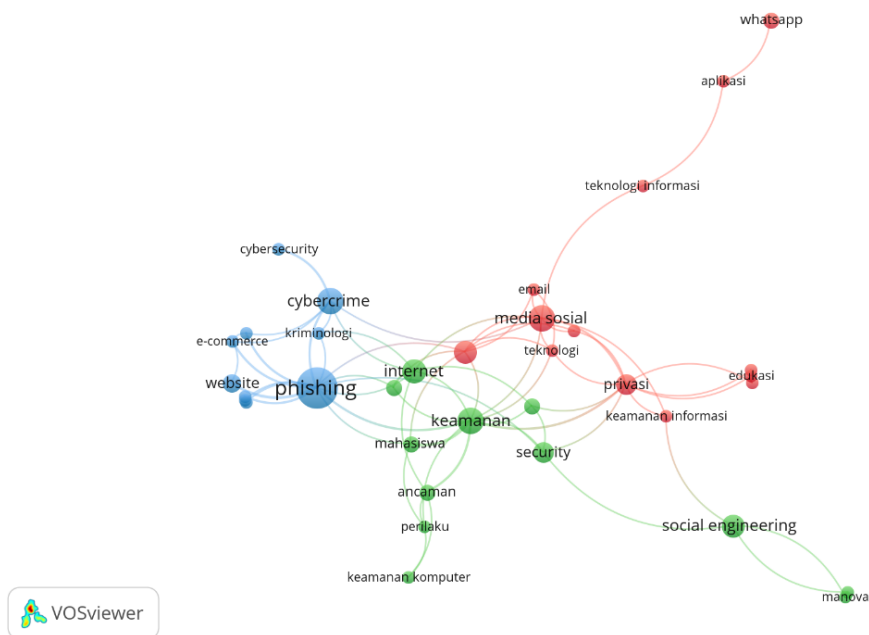 whatsapp
aplikasi
teknologi informasi
cybersecurity
email
cybercrime
media sosial
kriminologi
e-commerce
teknologi
internet
edukasi
website
phishing
privasi
keamanan informasi
keamanan
mahasiswa
security
ancaman
perilaku
social engineering
keamanan komputer
manova
VOSviewer